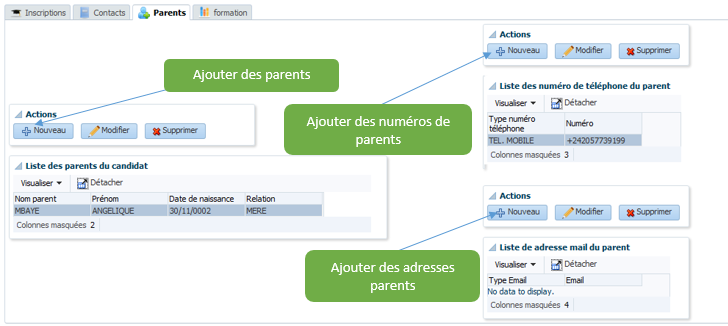 Inscriptions Contacts Parents formation
Ajouter des parents
Actions
Nouveau Modifier Supprimer
Liste des parents du candidat
Visualiser Détacher
Nom parent Prénom Date de naissance Relation
MBAYE ANGELIQUE 30/11/0002 MERE
Colonnes masquées 2
Actions
Nouveau Modifier Supprimer
Ajouter des numéros de
parents
Liste des numéro de téléphone du parent
Visualiser Détacher
Type numéro
téléphone Numéro
TEL. MOBILE +242057739199
Colonnes masquées 3
Actions
Nouveau Modifier Supprimer
Ajouter des adresses
parents
Liste de adresse mail du parent
Visualiser Détacher
Type Email Email
No data to display.
Colonnes masquées 4